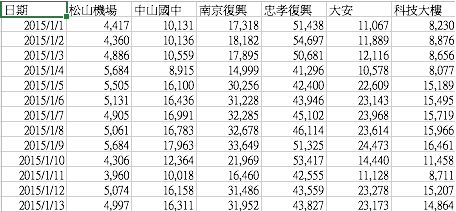 日期 松山機場 中山國中 南京復興 忠孝復興 大安 科技大樓
2015/1/1 4,417 10,131 17,318 51,438 11,067 8,230
2015/1/2 4,360 10,136 18,182 54,697 11,889 8,876
2015/1/3 4,886 10,559 17,895 50,681 12,116 8,656
2015/1/4 5,684 8,915 14,999 41,296 10,578 8,077
2015/1/5 5,505 16,100 30,256 42,400 22,609 15,189
2015/1/6 5,131 16,436 31,228 43,946 23,143 15,495
2015/1/7 4,905 16,991 32,285 45,102 23,968 15,719
2015/1/8 5,061 16,783 32,678 46,114 23,614 15,966
2015/1/9 5,684 17,963 33,649 51,325 24,473 16,461
2015/1/10 4,306 12,364 21,969 53,417 14,440 11,458
2015/1/11 3,960 10,018 16,460 42,555 11,128 8,711
2015/1/12 5,074 16,158 31,486 43,559 23,278 15,207
2015/1/13 4,997 16,311 31,952 43,827 23,173 14,864